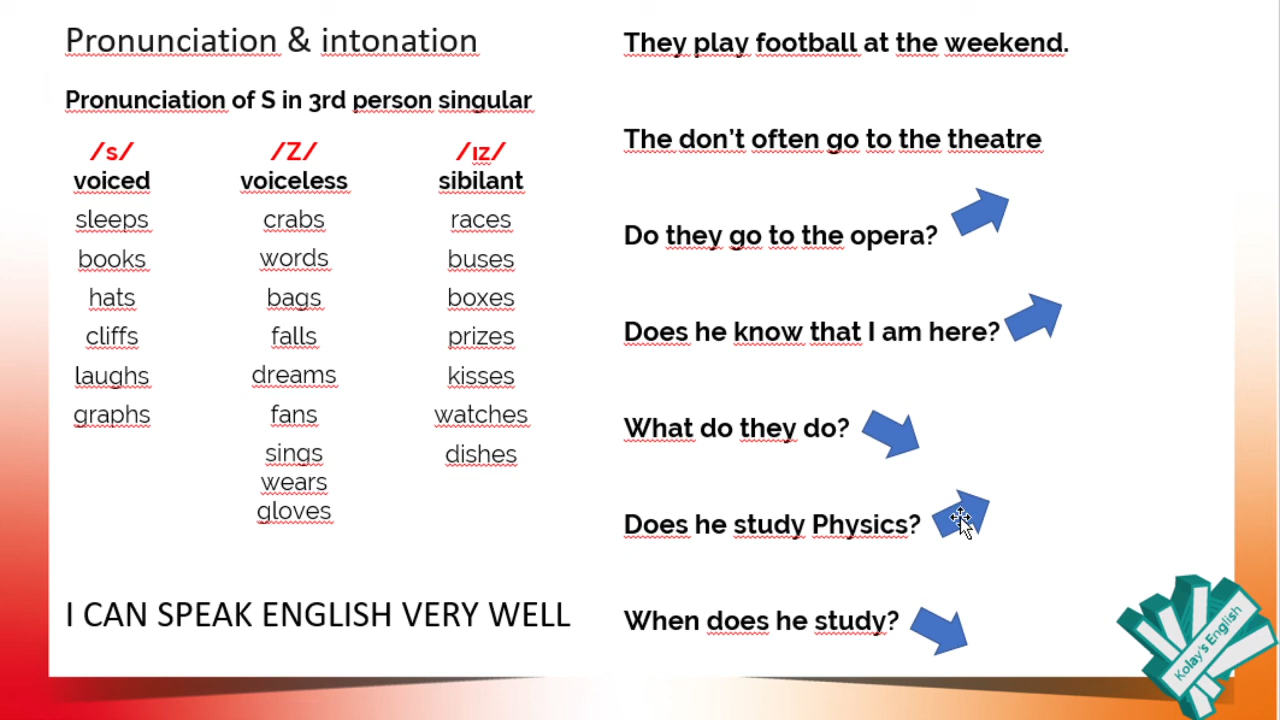 Pronunciation & intonation
Pronunciation of S in 3rd person singular
/s/ /Z/ /ɪz/
voiced voiceless sibilant
sleeps crabs races
books words buses
hats bags boxes
cliffs falls prizes
laughs dreams kisses
graphs fans watches
sings dishes
wears
gloves
I CAN SPEAK ENGLISH VERY WELL
They play football at the weekend.
The don't often go to the theatre
Do they go to the opera?
Does he know that I am here?
What do they do?
Does he study Physics?
When does he study?
Kolay's English